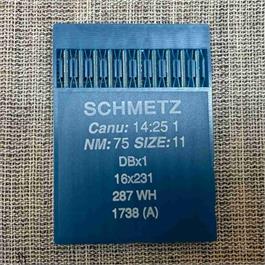 SCHMETZ
Canu: 14:25 1
NM: 75 SIZE: 11
DBx1
16x231
287 WH
1738 (A)